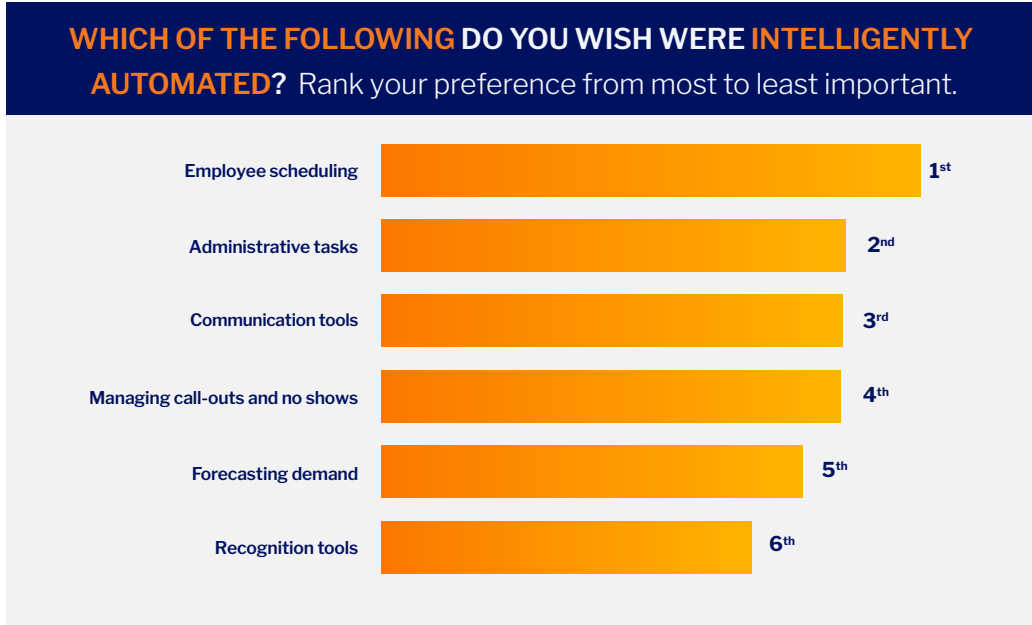 WHICH OF THE FOLLOWING DO YOU WISH WERE INTELLIGENTLY
AUTOMATED? Rank your preference from most to least important.
Employee scheduling 1st
Administrative tasks 2nd
Communication tools 3rd
Managing call-outs and no shows 4th
Forecasting demand 5th
Recognition tools 6th